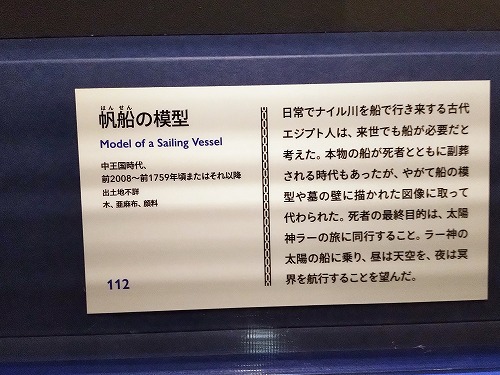 はんせん
帆船の模型
Model of a Sailing Vessel
中王国時代、
前2008～前1759年頃またはそれ以降
出土地不詳
木、亜麻布、顔料
112
日常でナイル川を船で行き来する古代
エジプト人は、来世でも船が必要だと
考えた。本物の船が死者とともに副葬
される時代もあったが、やがて船の模
型や墓の壁に描かれた図像に取って
代わられた。死者の最終目的は、太陽
神ラーの旅に同行すること。ラー神の
太陽の船に乗り、昼は天空を、夜は冥
界を航行することを望んだ。